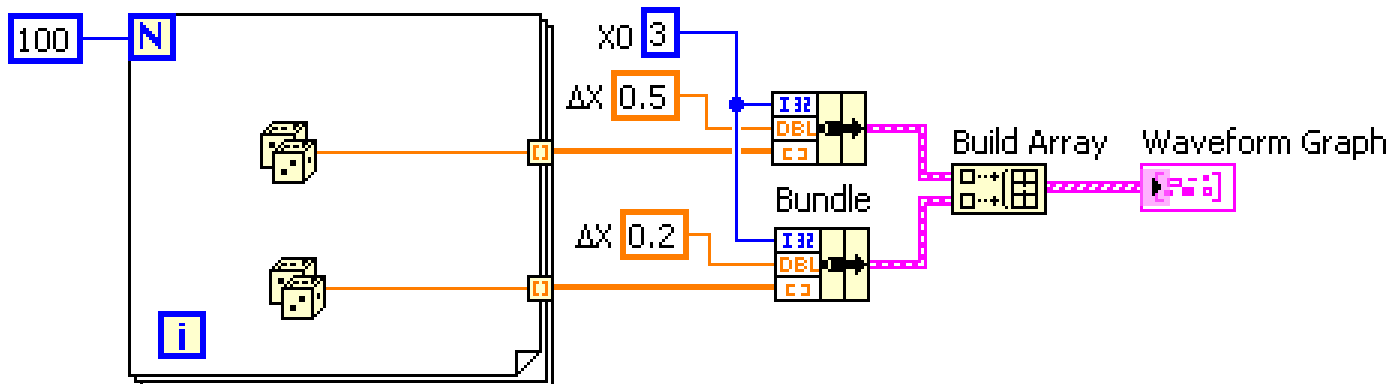 100
N
i
X0 3
ΔX 0.5
I32
DBL
[ ]
Bundle
ΔX 0.2
I32
DBL
[ ]
Build Array
Waveform Graph